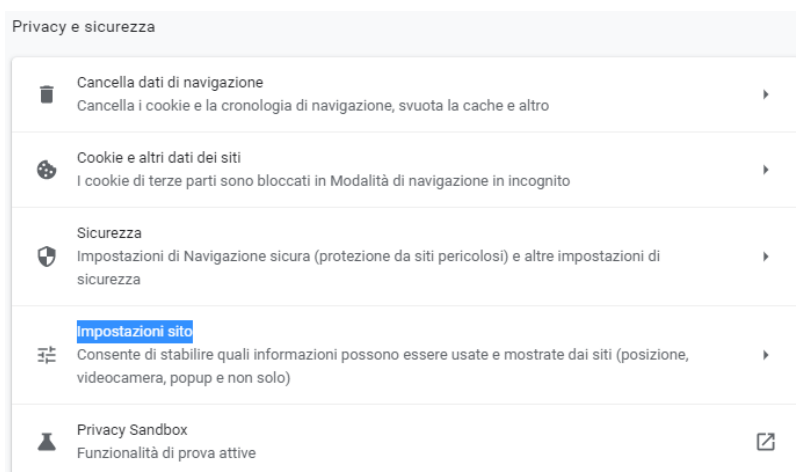 Privacy e sicurezza
Cancella dati di navigazione
Cancella i cookie e la cronologia di navigazione, svuota la cache e altro
Cookie e altri dati dei siti
I cookie di terze parti sono bloccati in Modalità di navigazione in incognito
Sicurezza
Impostazioni di Navigazione sicura (protezione da siti pericolosi) e altre impostazioni di
sicurezza
Impostazioni sito
Consente di stabilire quali informazioni possono essere usate e mostrate dai siti (posizione,
videocamera, popup e non solo)
Privacy Sandbox
Funzionalità di prova attive